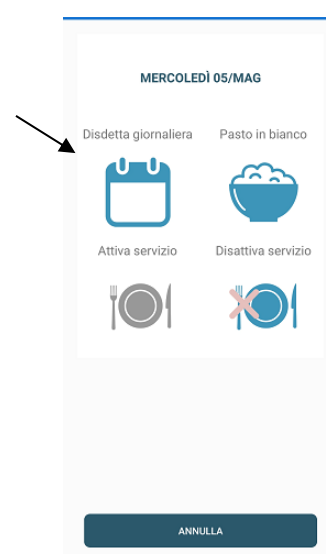 MERCOLEDÌ 05/MAG
Disdetta giornaliera Pasto in bianco
Attiva servizio Disattiva servizio
ANNULLA